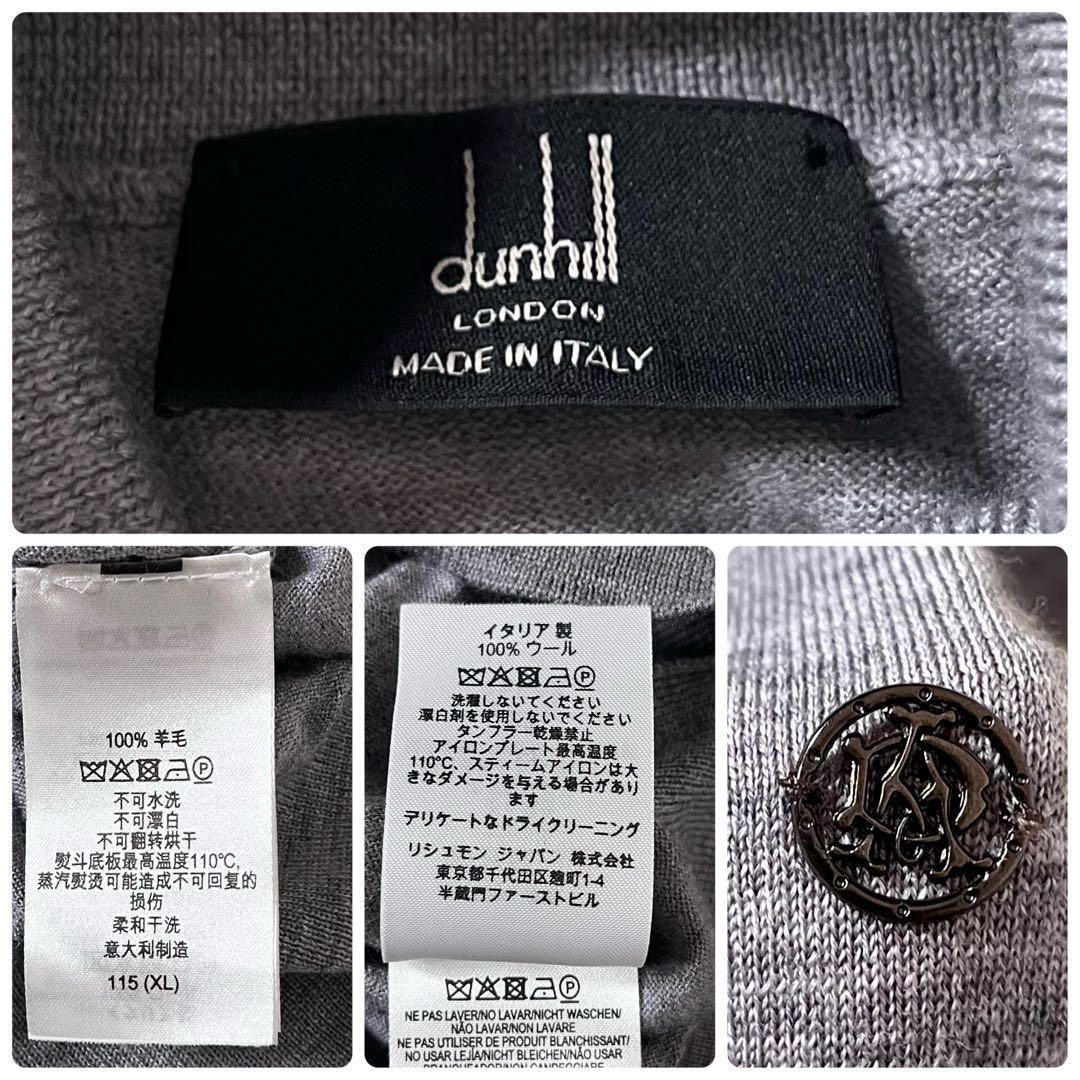 dunhill
LONDON
MADE IN ITALY
100% 羊毛
P
不可水洗
不可漂白
不可翻转烘干
熨斗底板最高温度110℃,
蒸汽熨烫可能造成不可回复的
损伤
柔和干洗
意大利制造
115 (XL)
イタリア 製
100% ウール
P
洗濯しないてください
漂白剤を使用しないでください
タンブラー乾燥禁止
アイロンプレート最高温度
110℃、スティームアイロンは大
きなダメージを与える場合があり
ます
デリケートなドライクリーニング
リシュモン ジャパン 株式会社
東京都千代田区麹町1-4
半蔵門ファーストビル
P
NE PAS LAVER/NO LAVAR/NICHT WASCHEN/
NÃO LAVAR/NON LAVARE
NE PAS UTILISER DE PRODUIT BLANCHISSANT/
NO USAR LEJÍA/NICHT BLEICHEN/NÃO USAR
BRANQUEADOR/NON CANDEGGIARE